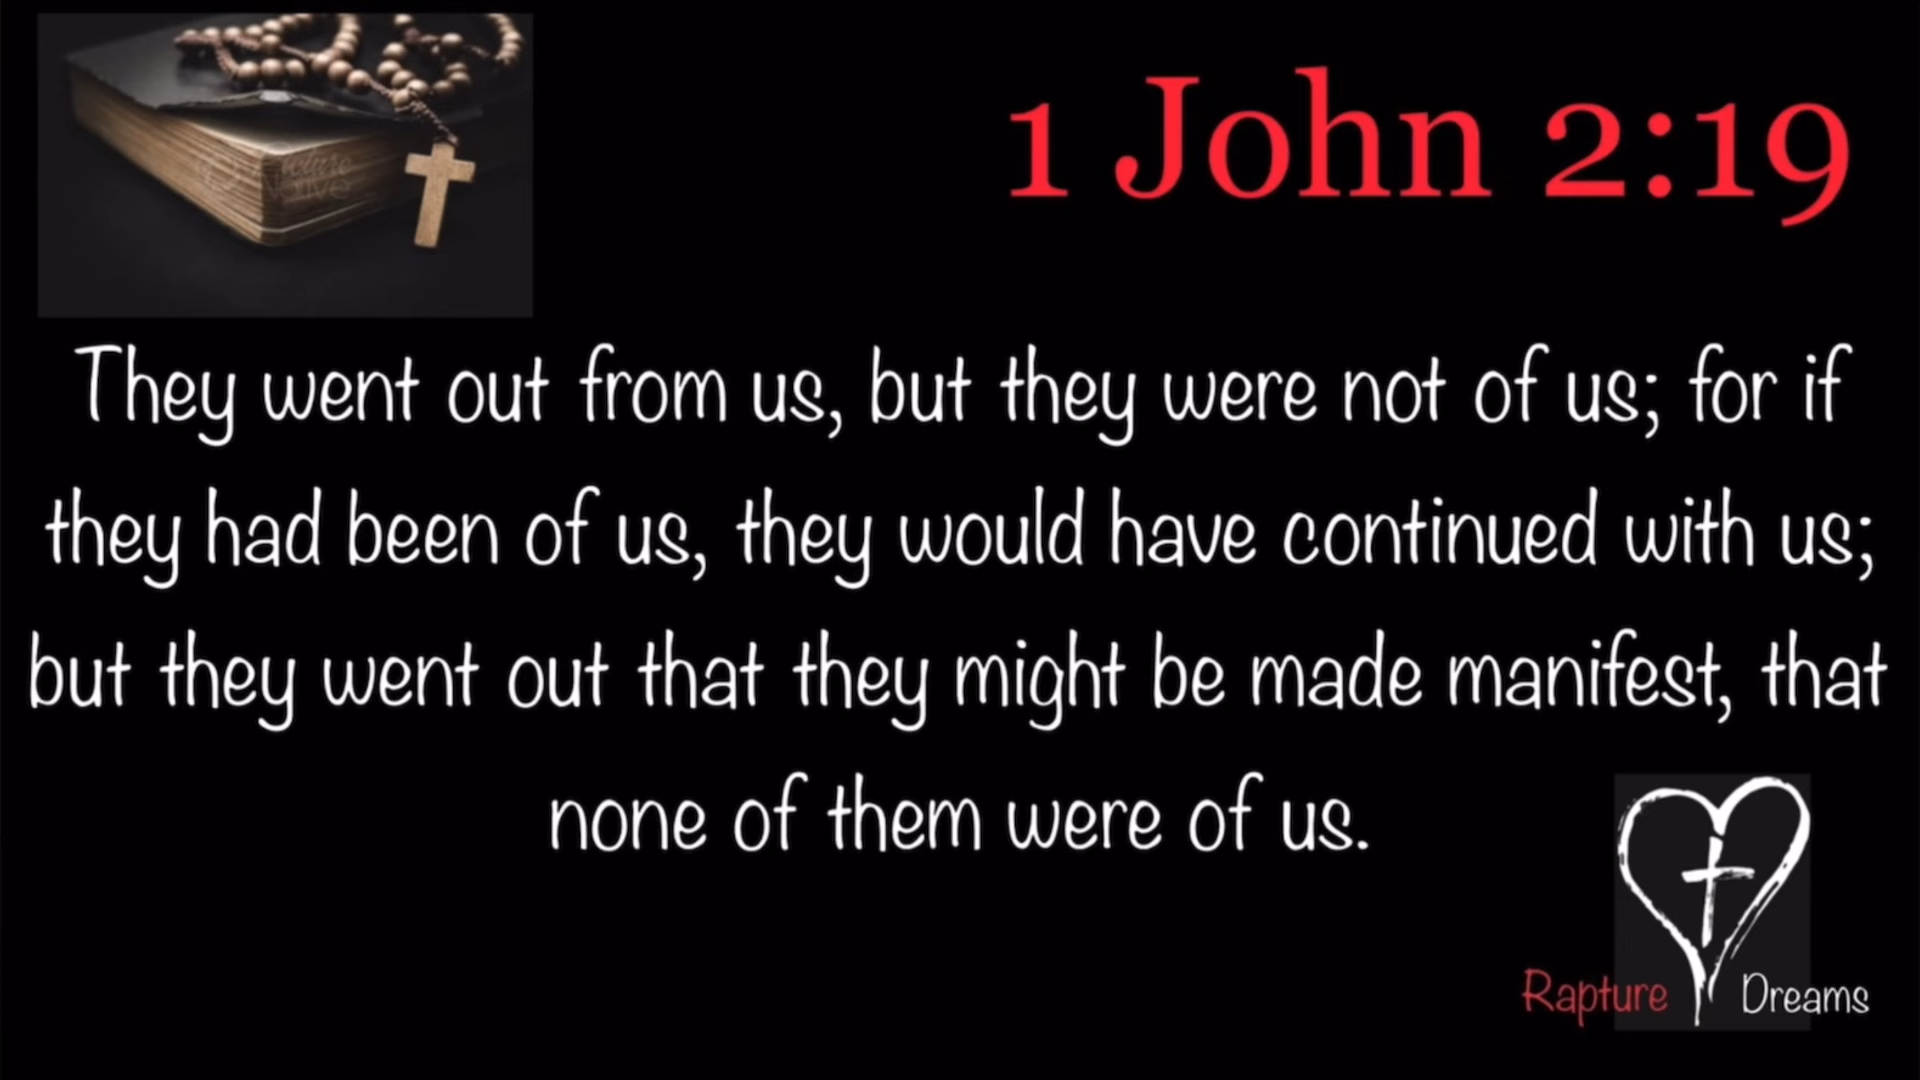 1 John 2:19
They went out from us, but they were not of us; for if
they had been of us, they would have continued with us;
but they went out that they might be made manifest, that
none of them were of us.
Rapture Dreams